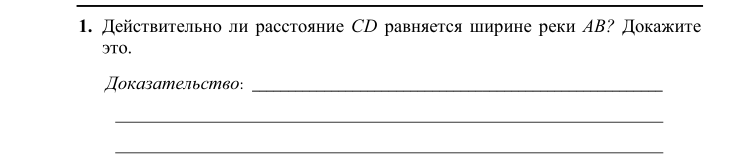 1. Действительно ли расстояние CD равняется ширине реки AB? Докажите
это.
Доказательство: